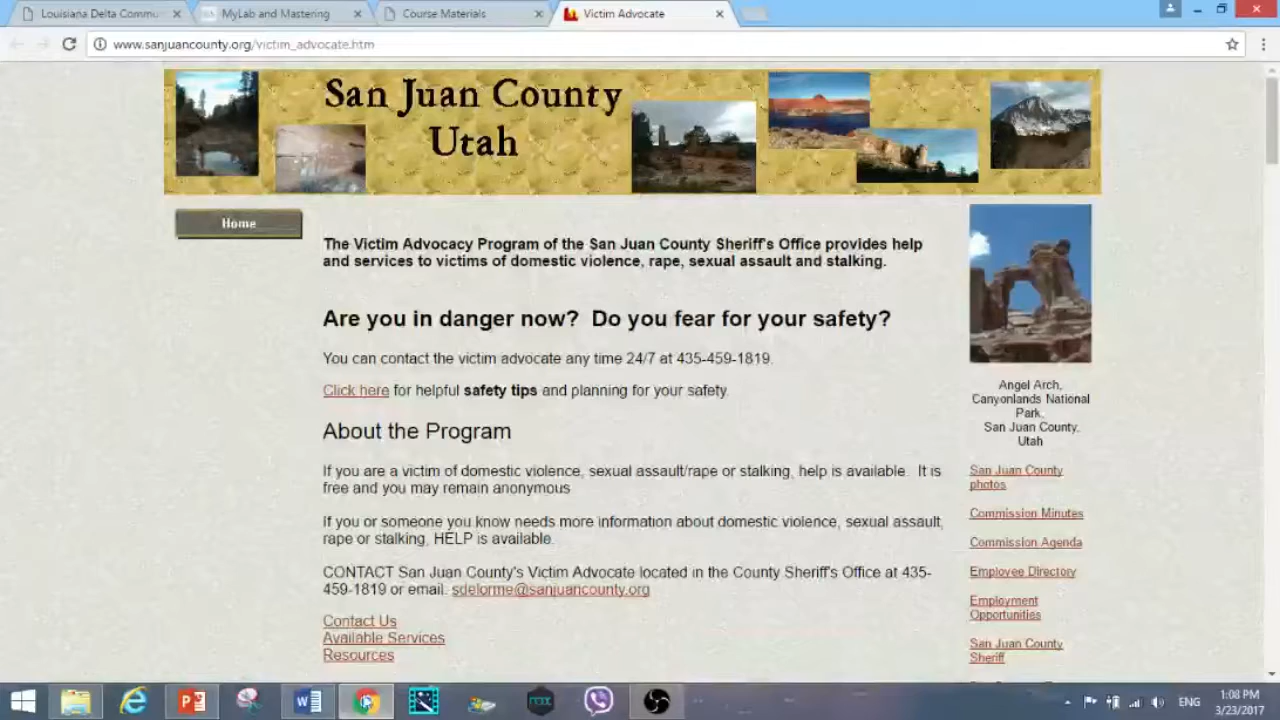 Louisiana Delta Commu
MyLab and Mastering
Course Materials
Victim Advocate
www.sanjuancounty.org/victim_advocate.htm
San Juan County
Utah
Home
The Victim Advocacy Program of the San Juan County Sheriff's Office provides help
and services to victims of domestic violence, rape, sexual assault and stalking.
Are you in danger now? Do you fear for your safety?
You can contact the victim advocate any time 24/7 at 435-459-1819.
Click here for helpful safety tips and planning for your safety.
About the Program
If you are a victim of domestic violence, sexual assault/rape or stalking, help is available. It is
free and you may remain anonymous
If you or someone you know needs more information about domestic violence, sexual assault,
rape or stalking, HELP is available.
CONTACT San Juan County's Victim Advocate located in the County Sheriff's Office at 435-
459-1819 or email. sdelorme@sanjuancounty.org
Contact Us
Available Services
Resources
Angel Arch,
Canyonlands National
Park,
San Juan County,
Utah
San Juan County
photos
Commission Minutes
Commission Agenda
Employee Directory
Employment
Opportunities
San Juan County
Sheriff
ENG
1:08 PM
3/23/2017